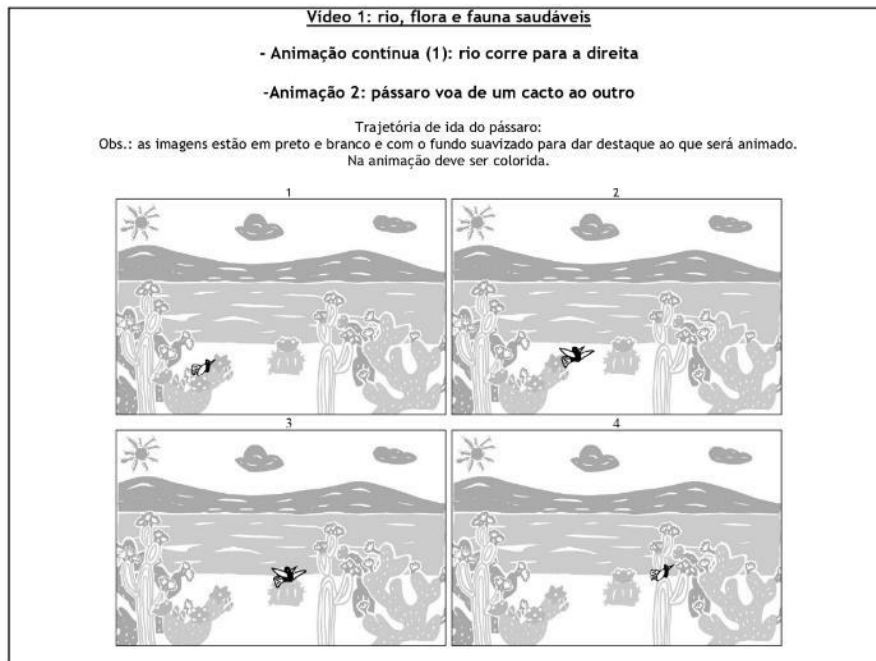 Vídeo 1: rio, flora e fauna saudáveis
- Animação contínua (1): rio corre para a direita
-Animação 2: pássaro voa de um cacto ao outro
Trajetória de ida do pássaro:
Obs.: as imagens estão em preto e branco e com o fundo suavizado para dar destaque ao que será animado.
Na animação deve ser colorida.
1
2
3
4